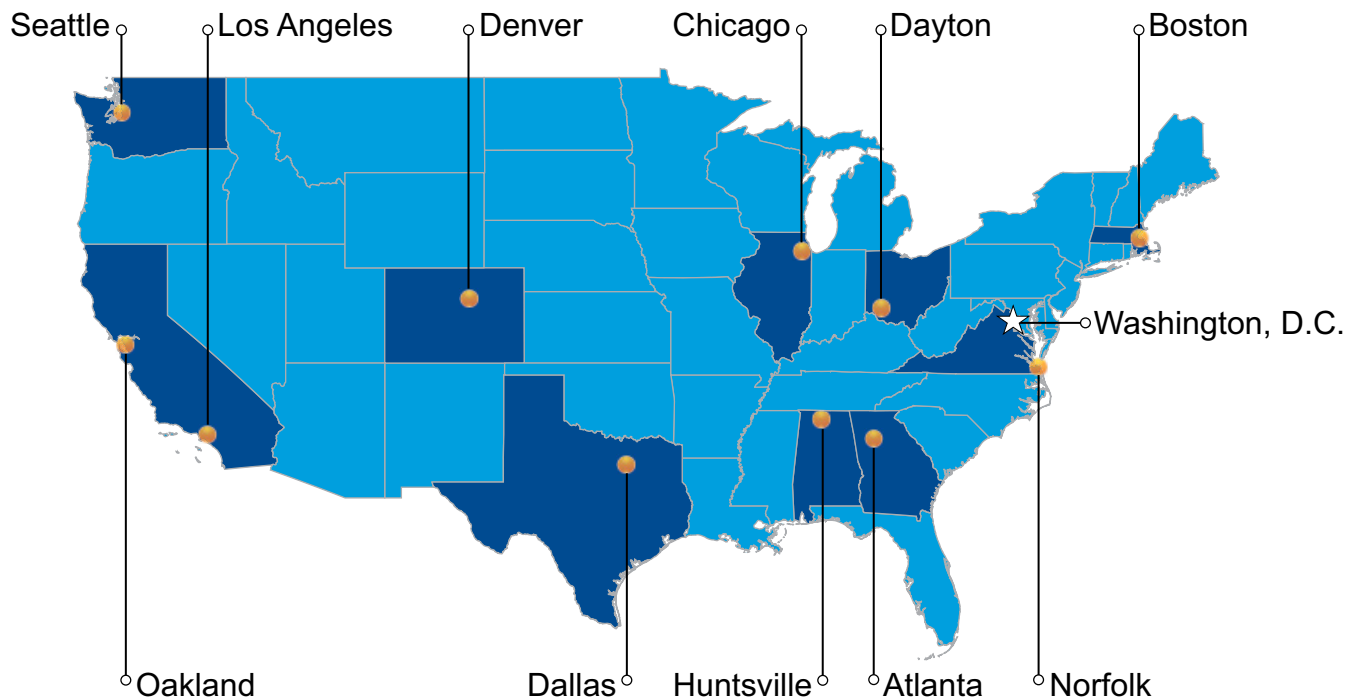 Seattle
Los Angeles
Denver
Chicago
Dayton
Boston
Washington, D.C.
Oakland
Dallas
Huntsville
Atlanta
Norfolk